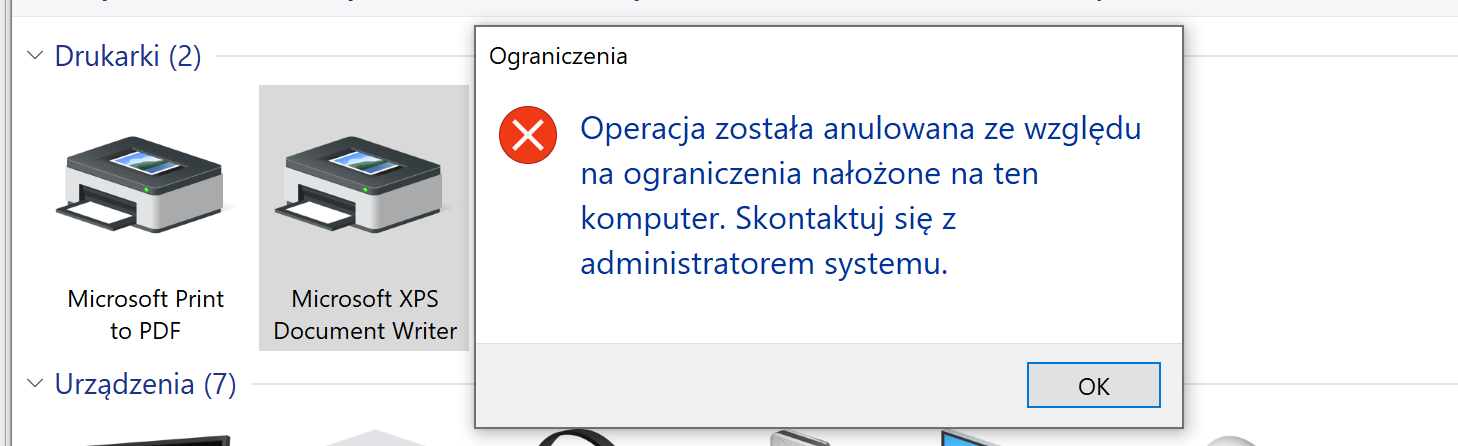 Drukarki (2)
Microsoft Print
to PDF
Microsoft XPS
Document Writer
Urządzenia (7)
Ograniczenia
Operacja została anulowana ze względu
na ograniczenia nałożone na ten
komputer. Skontaktuj się z
administratorem systemu.
OK